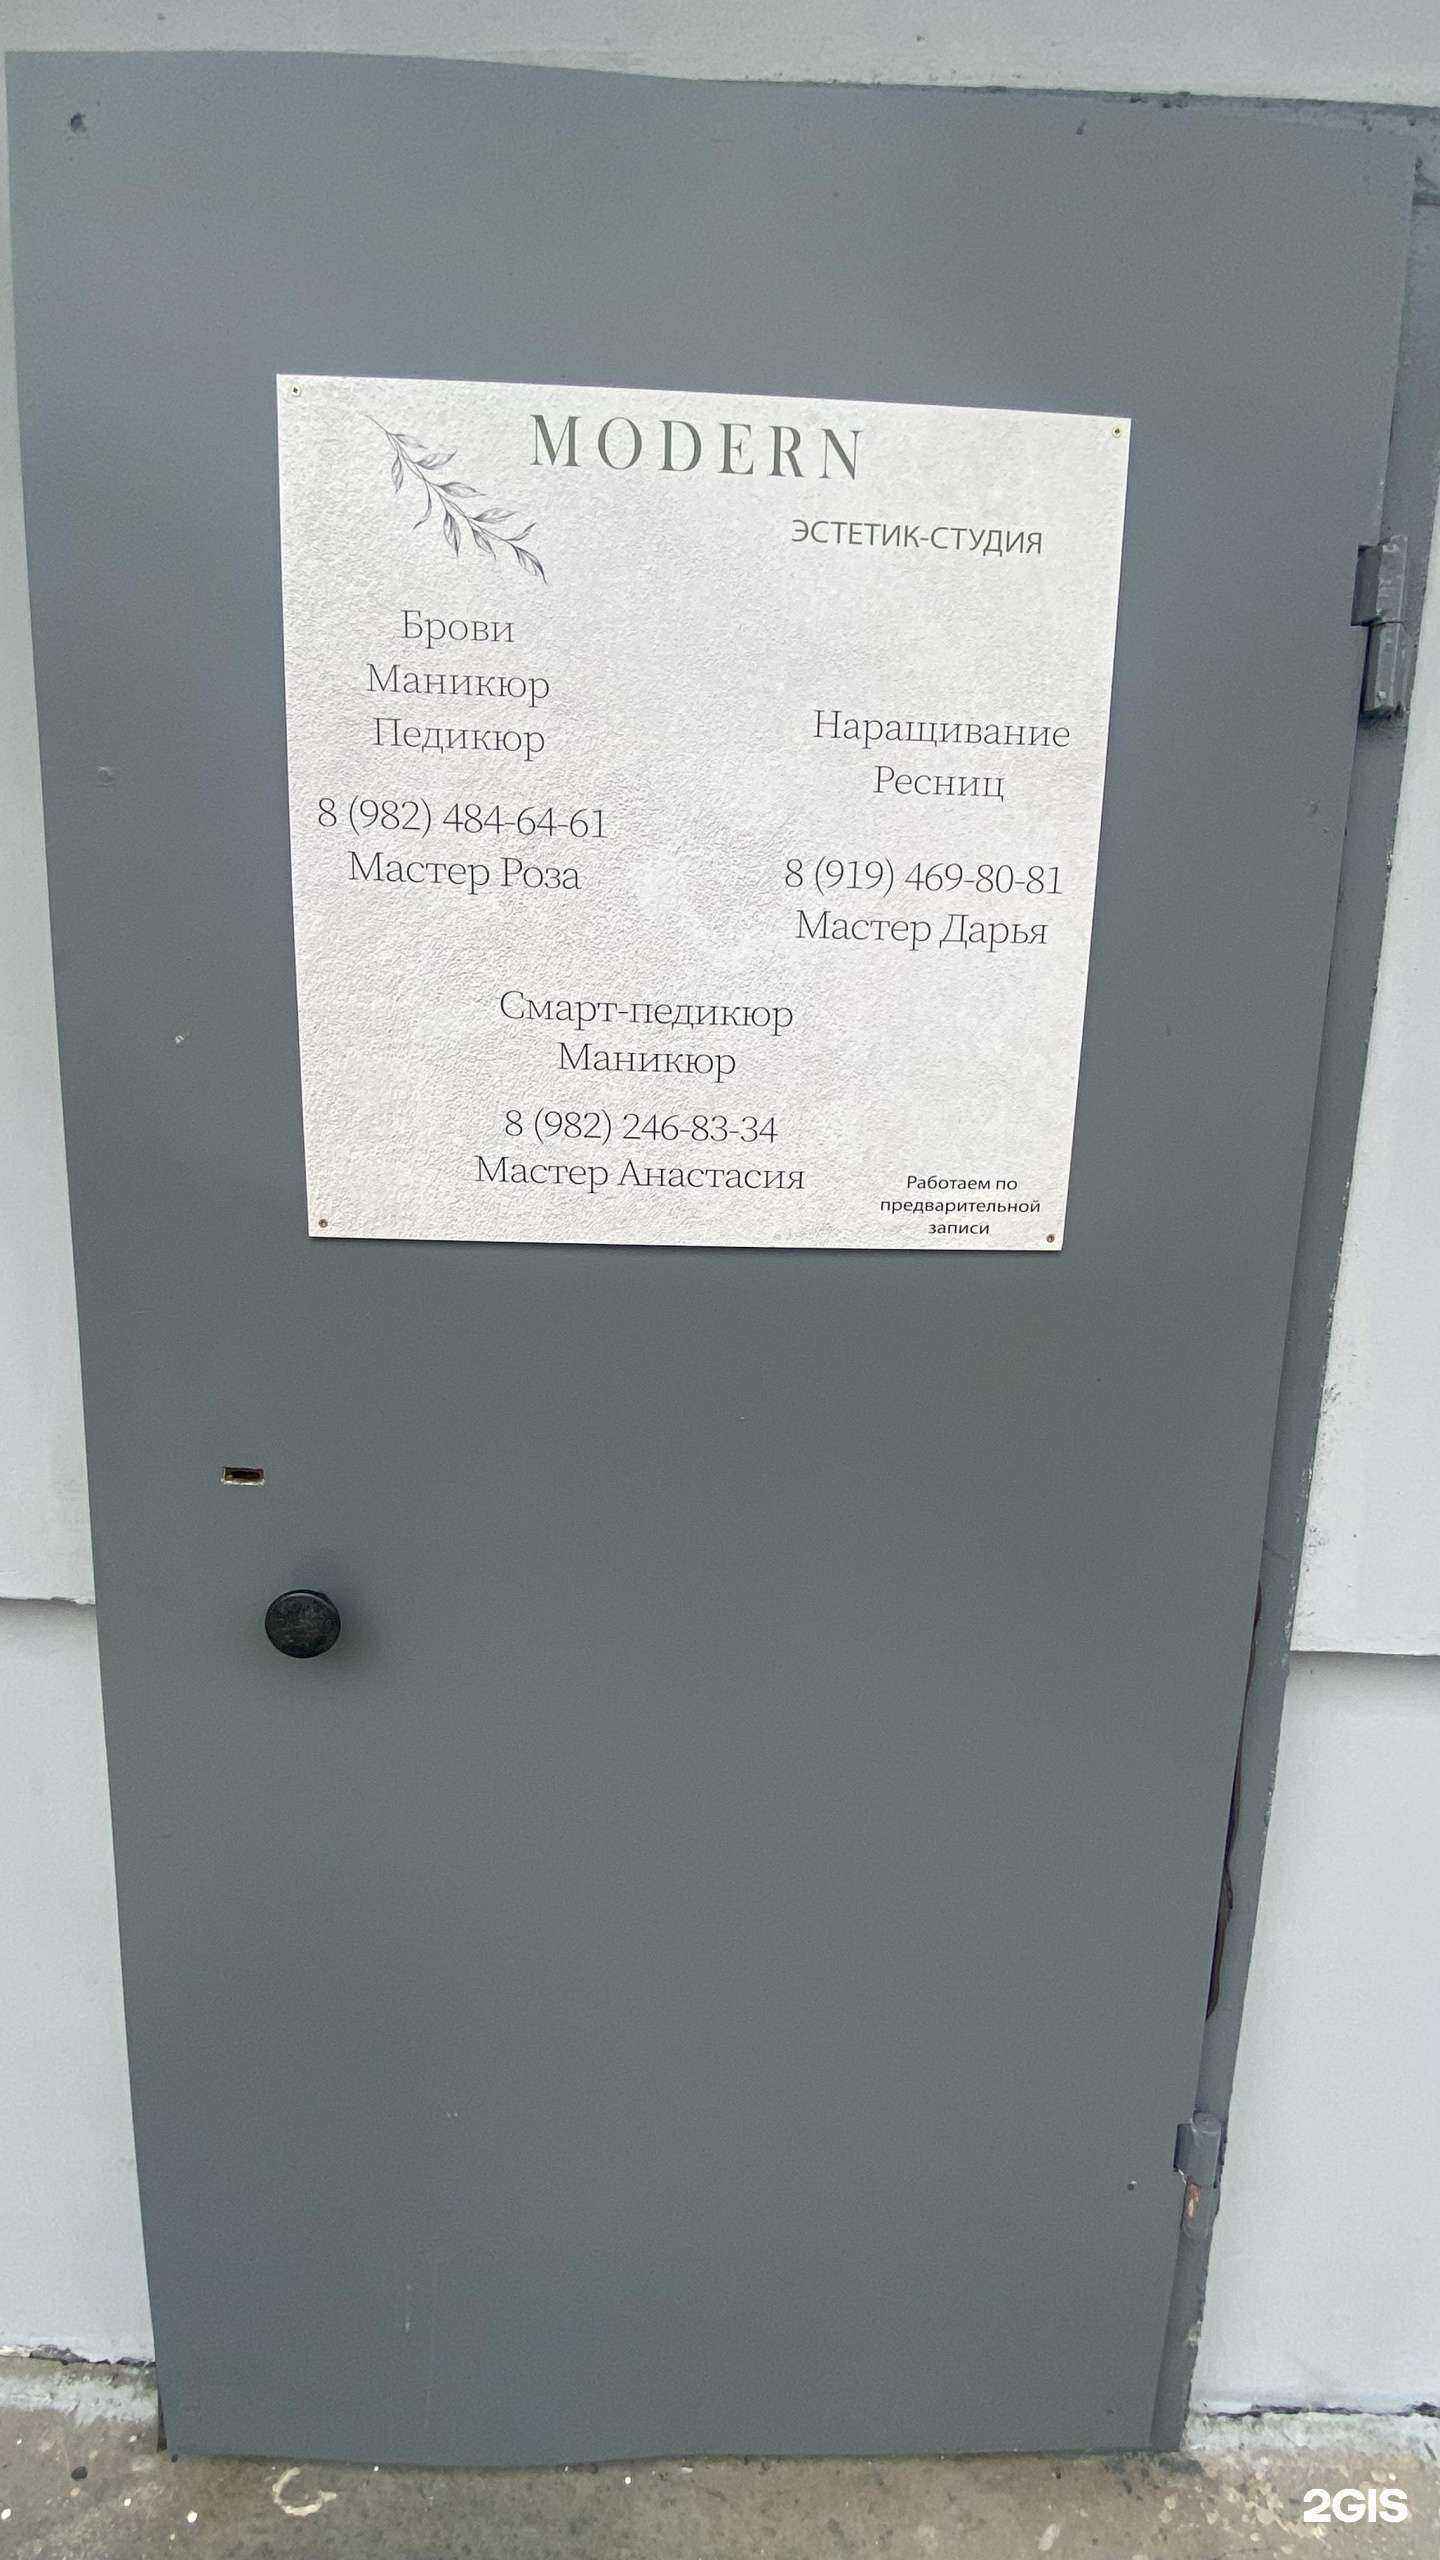 MODERN
ЭСТЕТИК-СТУДИЯ
Брови
Маникюр
Педикюр
8 (982) 484-64-61
Мастер Роза
Наращивание
Ресниц
8 (919) 469-80-81
Мастер Дарья
Смарт-педикюр
Маникюр
8 (982) 246-83-34
Мастер Анастасия
Работаем по
предварительной
записи
2GIS